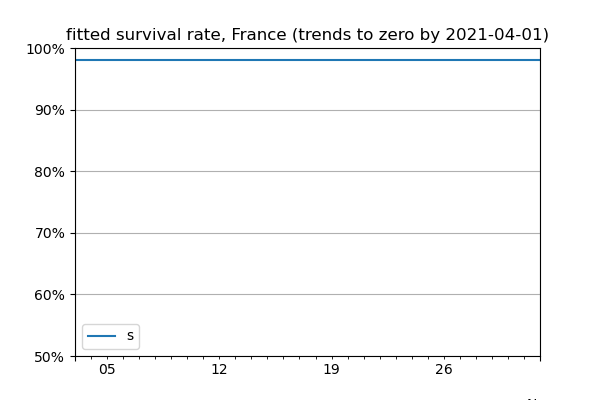 fitted survival rate, France (trends to zero by 2021-04-01)
100%
90%
80%
70%
60%
50%
s
05 12 19 26